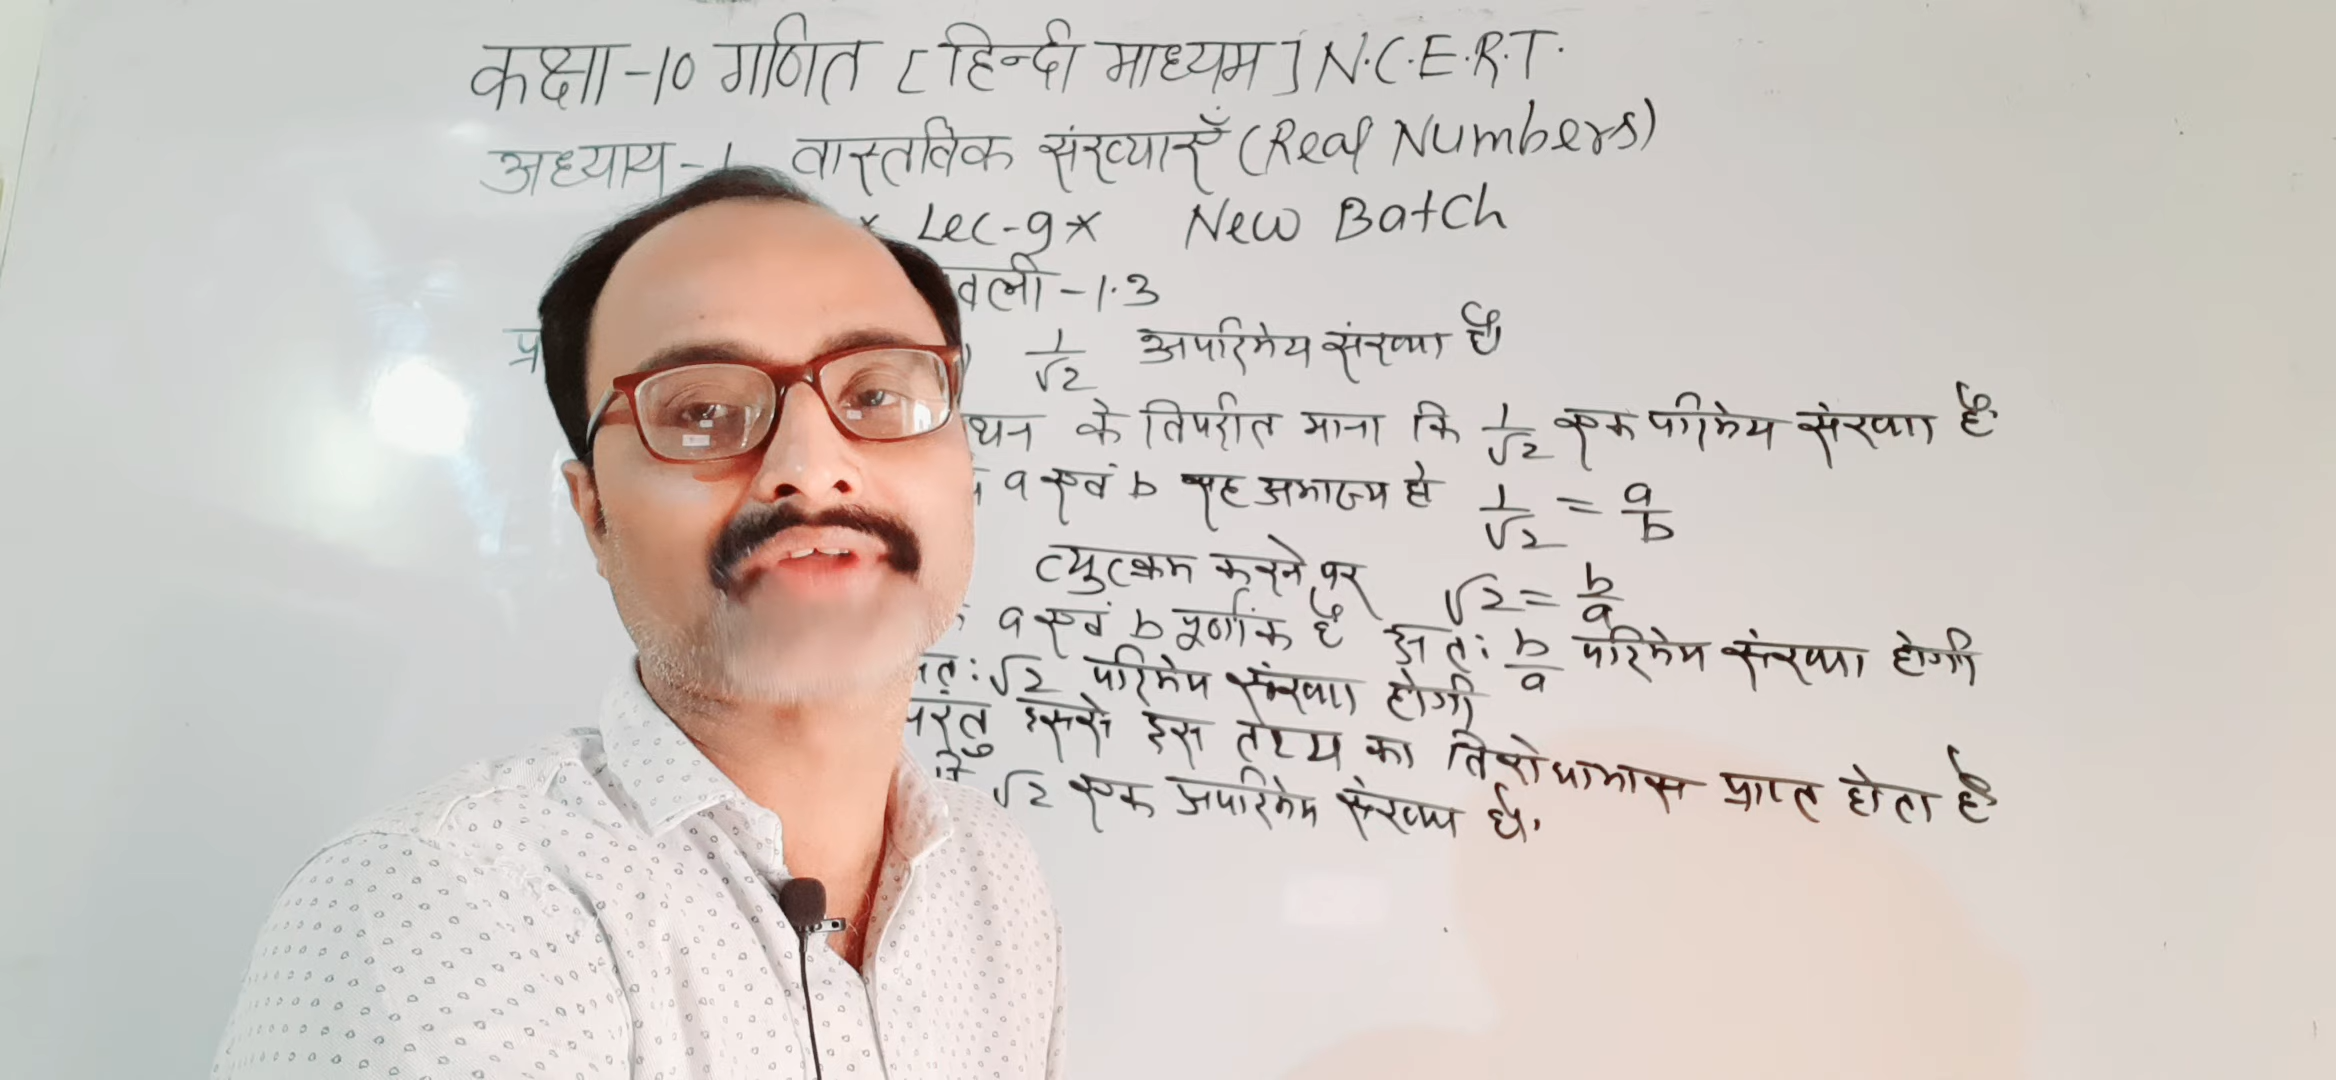 कक्षा-10 गणित [हिन्दी माध्यम] N.C.E.R.T.
अध्याय-1 वास्तविक संख्याएँ (Real Numbers)
* Lec-9 * New Batch
वली-1.3
प्र 1/√2 अपरिमेय संख्या है
थन के विपरीत माना कि 1/√2 एक परिमेय संख्या है
a एवं b सह अभाज्य हो 1/√2 = a/b
व्युत्क्रम करने पर √2 = b/a
a एवं b पूर्णांक है अतः b/a परिमेय संख्या होगी
तः √2 परिमेय संख्या होगी
परंतु इससे इस तथ्य का विरोधाभास प्राप्त होता है
√2 एक अपरिमेय संख्या है.